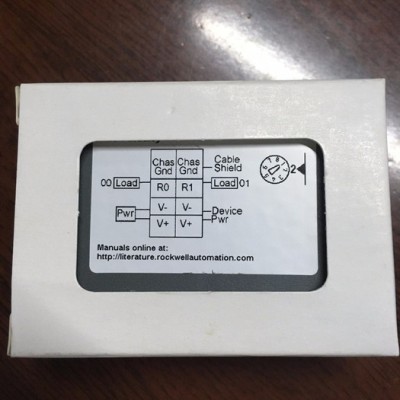 Chas Gnd Chas Gnd Cable Shield
00 Load R0 R1 Load 01
Pwr V- V- Device Pwr
V+ V+
2
Manuals online at:
http://literature.rockwellautomation.com